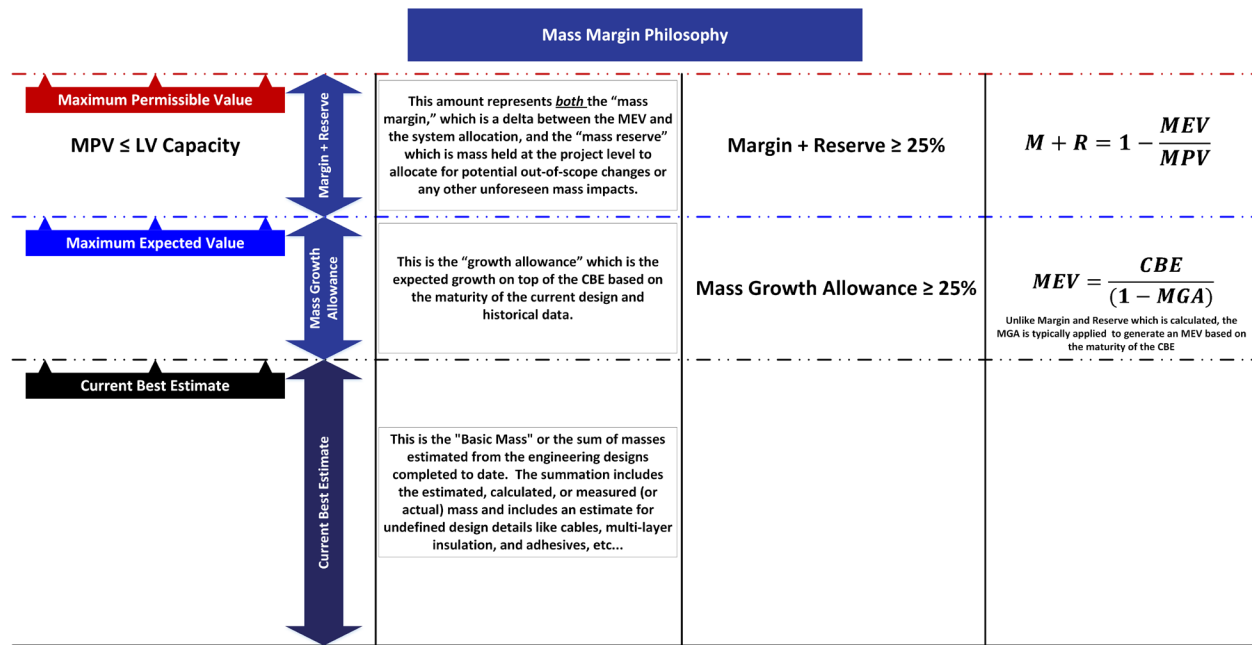 Mass Margin Philosophy
Maximum Permissible Value
MPV ≤ LV Capacity
Margin + Reserve
This amount represents both the “mass
margin,” which is a delta between the MEV and
the system allocation, and the “mass reserve”
which is mass held at the project level to
allocate for potential out-of-scope changes or
any other unforeseen mass impacts.
Margin + Reserve ≥ 25%
M + R = 1 − MEV/MPV
Maximum Expected Value
Mass Growth
Allowance
This is the “growth allowance” which is the
expected growth on top of the CBE based on
the maturity of the current design and
historical data.
Mass Growth Allowance ≥ 25%
MEV = CBE/(1 − MGA)
Unlike Margin and Reserve which is calculated, the
MGA is typically applied to generate an MEV based on
the maturity of the CBE
Current Best Estimate
Current Best Estimate
This is the "Basic Mass" or the sum of masses
estimated from the engineering designs
completed to date. The summation includes
the estimated, calculated, or measured (or
actual) mass and includes an estimate for
undefined design details like cables, multi-layer
insulation, and adhesives, etc...